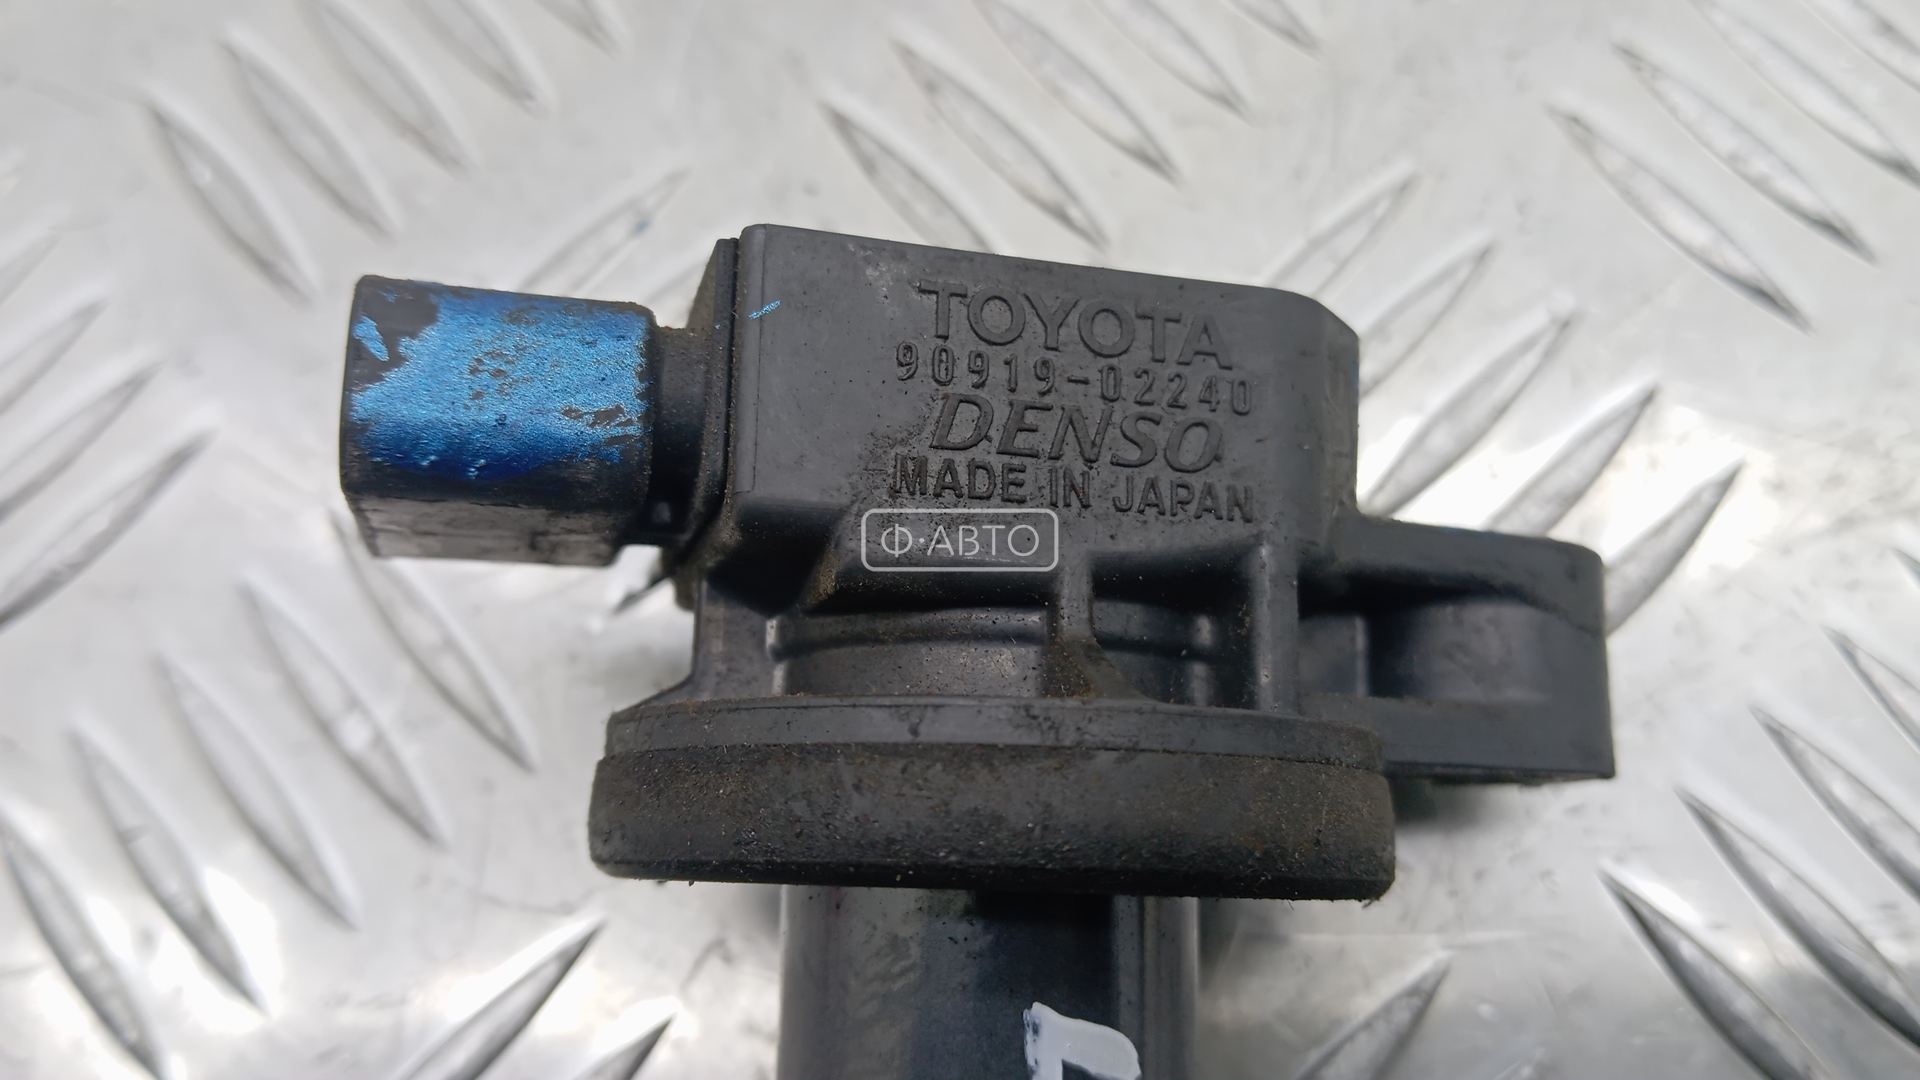 TOYOTA
90919-02240
DENSO
MADE IN JAPAN
Ф·АВТО